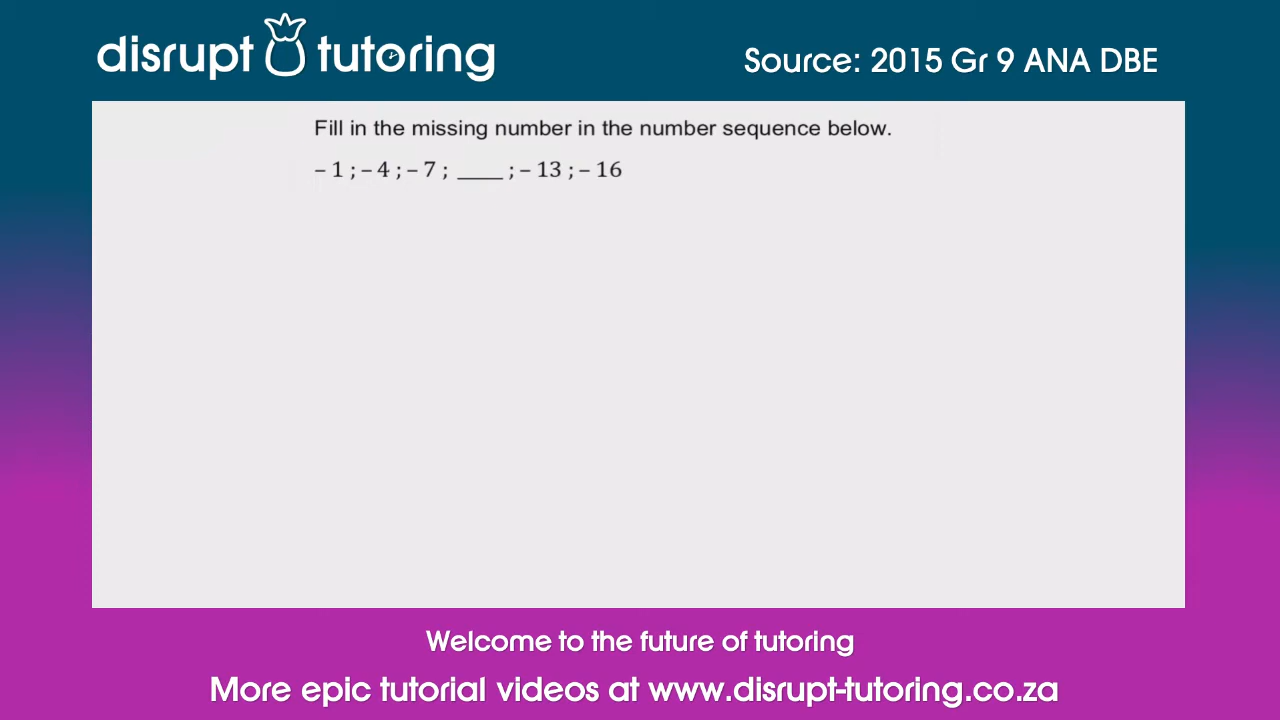 disrupt tutoring
Source: 2015 Gr 9 ANA DBE
Fill in the missing number in the number sequence below.
– 1 ; – 4 ; – 7 ; ____ ; – 13 ; – 16
Welcome to the future of tutoring
More epic tutorial videos at www.disrupt-tutoring.co.za